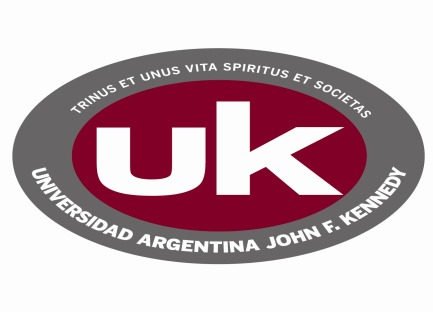 TRINUS ET UNUS VITA SPIRITUS ET SOCIETAS
uk
UNIVERSIDAD ARGENTINA JOHN F. KENNEDY